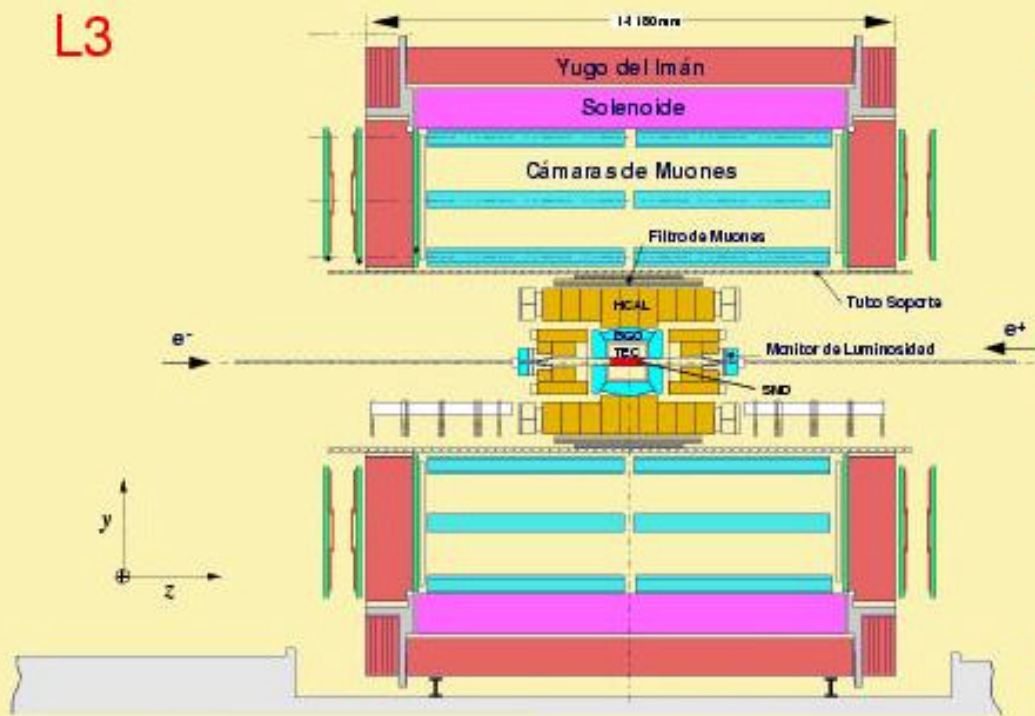 L3
14180mm
Yugo del Imán
Solenoide
Cámaras de Muones
Filtro de Muones
HCAL
Tubo Soporte
e-
e+
BGO
TEC
Monitor de Luminosidad
SMD
y
z